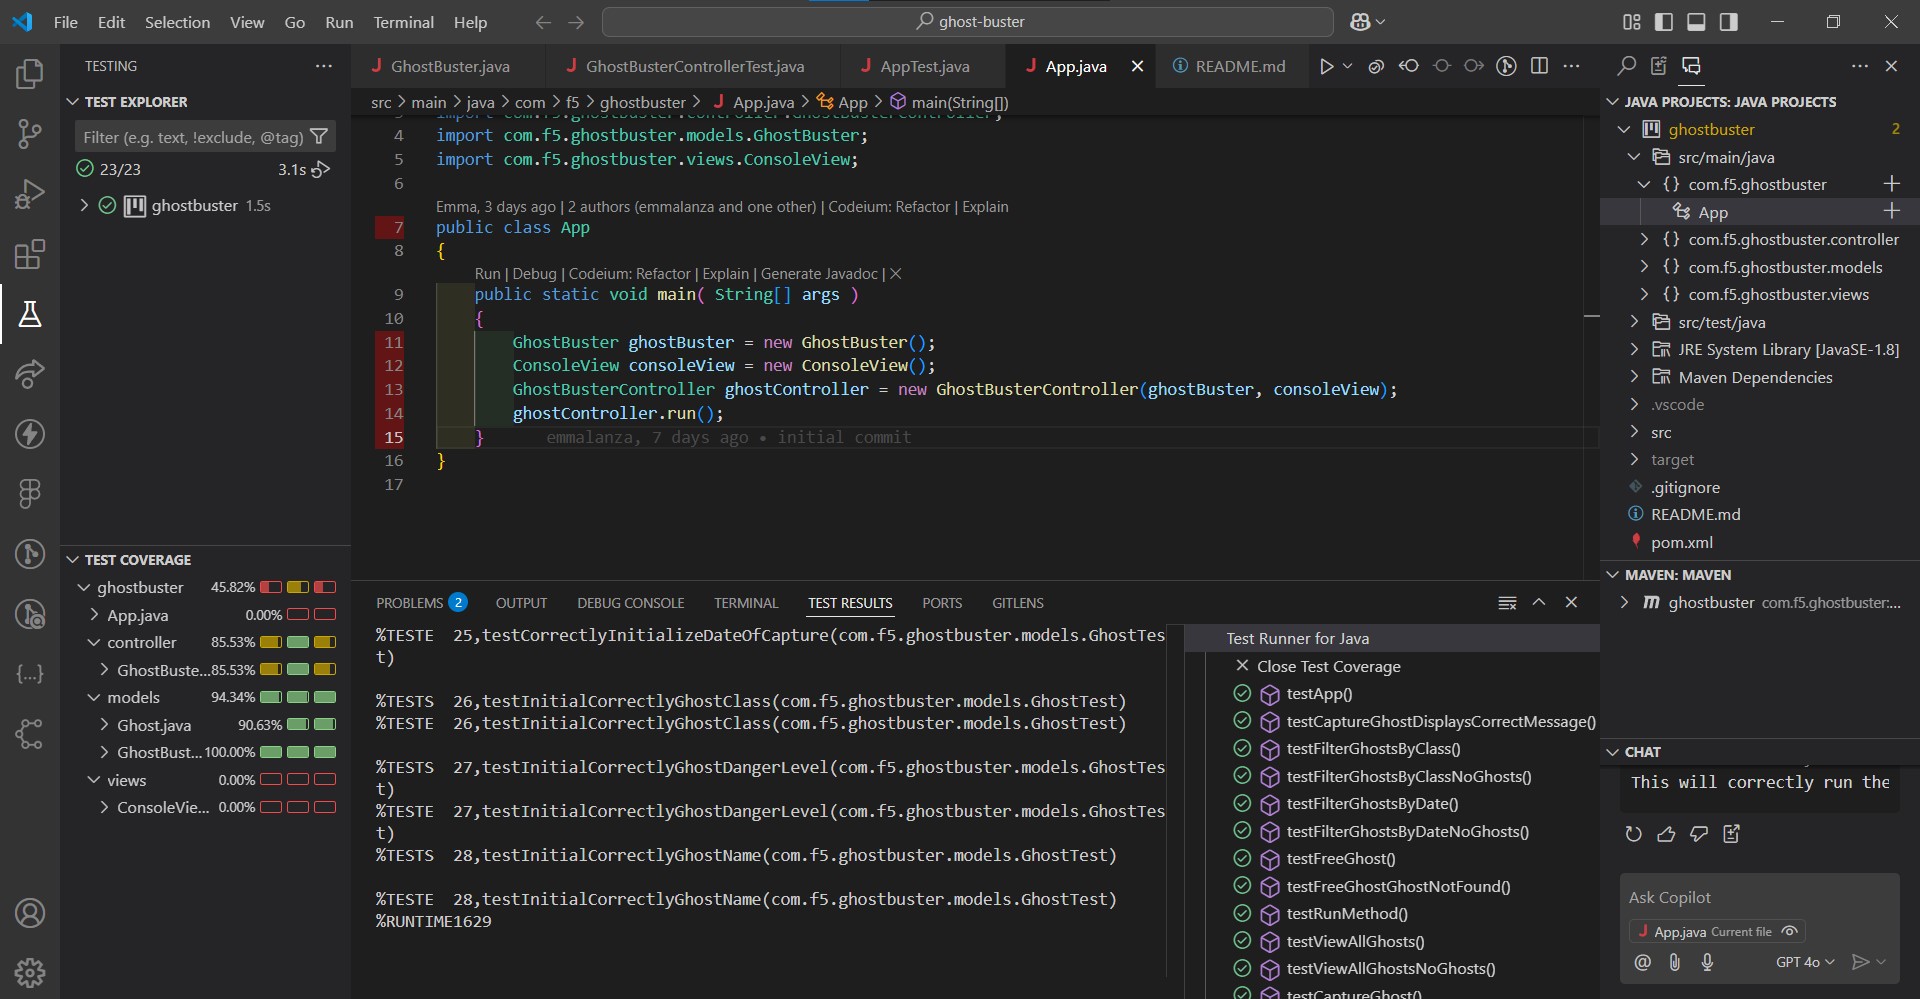 File Edit Selection View Go Run Terminal Help
ghost-buster
TESTING
TEST EXPLORER
Filter (e.g. text, !exclude, @tag)
23/23 3.1s
ghostbuster 1.5s
TEST COVERAGE
ghostbuster 45.82%
App.java 0.00%
controller 85.53%
GhostBuste... 85.53%
models 94.34%
Ghost.java 90.63%
GhostBust... 100.00%
views 0.00%
ConsoleVie... 0.00%
GhostBuster.java GhostBusterControllerTest.java AppTest.java App.java README.md
src > main > java > com > f5 > ghostbuster > App.java > App > main(String[])
4 import com.f5.ghostbuster.models.GhostBuster;
5 import com.f5.ghostbuster.views.ConsoleView;
6
Emma, 3 days ago | 2 authors (emmalanza and one other) | Codeium: Refactor | Explain
7 public class App
8 {
Run | Debug | Codeium: Refactor | Explain | Generate Javadoc | ×
9 public static void main( String[] args )
10 {
11 GhostBuster ghostBuster = new GhostBuster();
12 ConsoleView consoleView = new ConsoleView();
13 GhostBusterController ghostController = new GhostBusterController(ghostBuster, consoleView);
14 ghostController.run();
15 } emmalanza, 7 days ago • initial commit
16 }
17
PROBLEMS 2 OUTPUT DEBUG CONSOLE TERMINAL TEST RESULTS PORTS GITLENS
%TESTE 25,testCorrectlyInitializeDateOfCapture(com.f5.ghostbuster.models.GhostTes
t)
%TESTS 26,testInitialCorrectlyGhostClass(com.f5.ghostbuster.models.GhostTest)
%TESTE 26,testInitialCorrectlyGhostClass(com.f5.ghostbuster.models.GhostTest)
%TESTS 27,testInitialCorrectlyGhostDangerLevel(com.f5.ghostbuster.models.GhostTes
t)
%TESTE 27,testInitialCorrectlyGhostDangerLevel(com.f5.ghostbuster.models.GhostTes
t)
%TESTS 28,testInitialCorrectlyGhostName(com.f5.ghostbuster.models.GhostTest)
%TESTE 28,testInitialCorrectlyGhostName(com.f5.ghostbuster.models.GhostTest)
%RUNTIME1629
Test Runner for Java
Close Test Coverage
testApp()
testCaptureGhostDisplaysCorrectMessage()
testFilterGhostsByClass()
testFilterGhostsByClassNoGhosts()
testFilterGhostsByDate()
testFilterGhostsByDateNoGhosts()
testFreeGhost()
testFreeGhostGhostNotFound()
testRunMethod()
testViewAllGhosts()
testViewAllGhostsNoGhosts()
testCaptureGhost()
JAVA PROJECTS: JAVA PROJECTS
ghostbuster 2
src/main/java
{} com.f5.ghostbuster
App
{} com.f5.ghostbuster.controller
{} com.f5.ghostbuster.models
{} com.f5.ghostbuster.views
src/test/java
JRE System Library [JavaSE-1.8]
Maven Dependencies
.vscode
src
target
.gitignore
README.md
pom.xml
MAVEN: MAVEN
ghostbuster com.f5.ghostbuster:...
CHAT
This will correctly run the
Ask Copilot
App.java Current file
GPT 4o